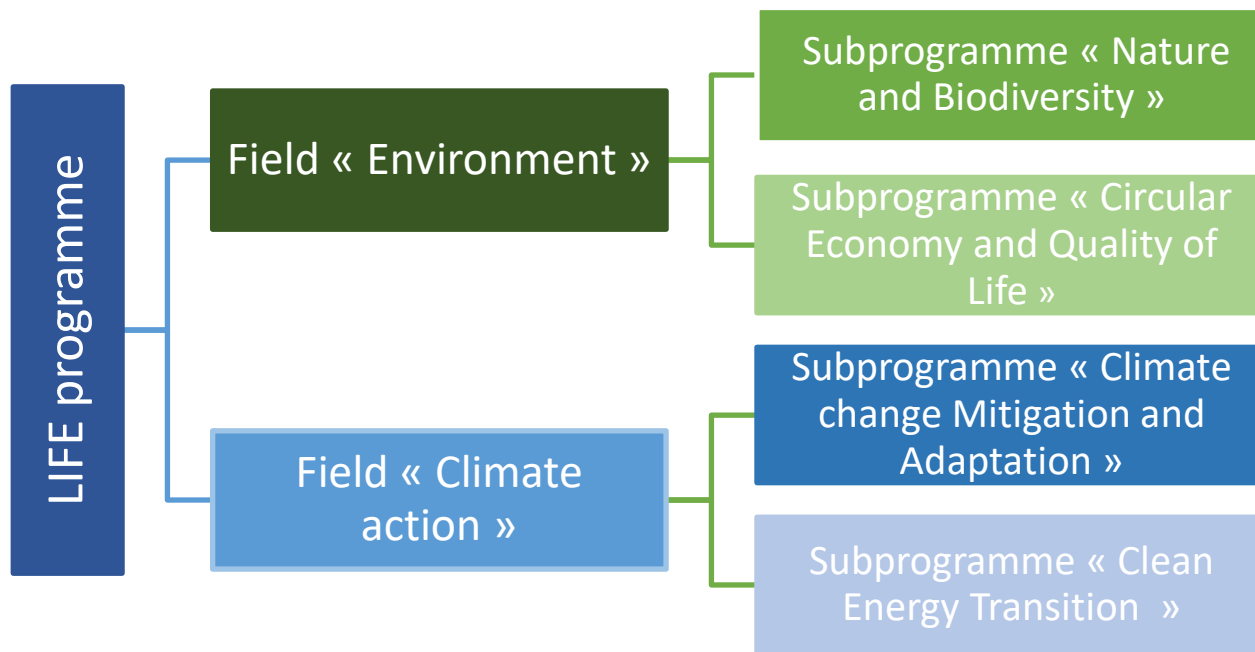 LIFE programme
Field « Environment »
Subprogramme « Nature
and Biodiversity »
Subprogramme « Circular
Economy and Quality of
Life »
Field « Climate
action »
Subprogramme « Climate
change Mitigation and
Adaptation »
Subprogramme « Clean
Energy Transition  »